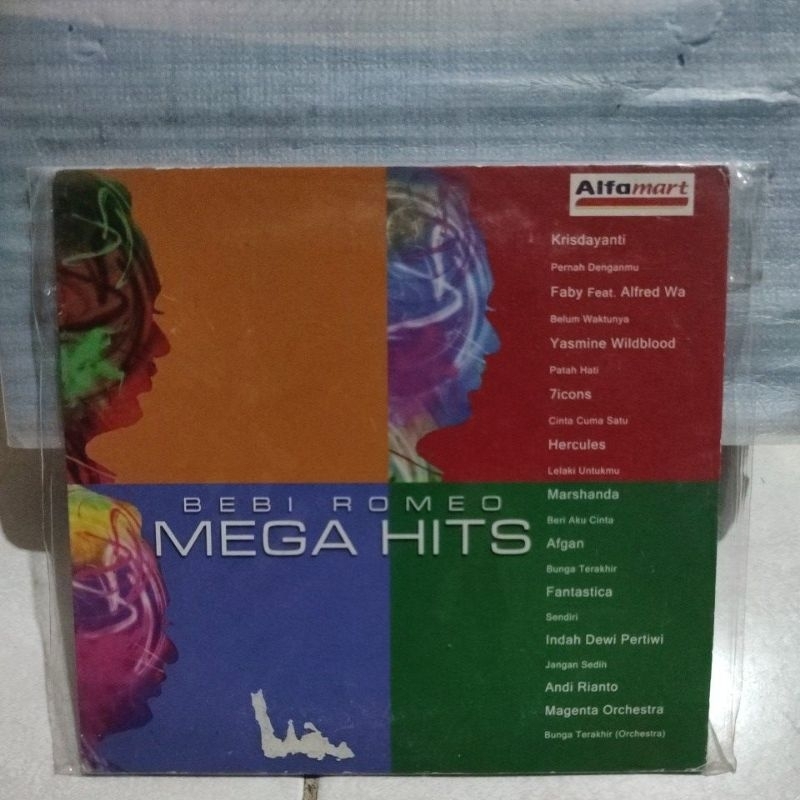 Alfamart
Krisdayanti
Pernah Denganmu
Faby Feat. Alfred Wa
Belum Waktunya
Yasmine Wildblood
Patah Hati
7icons
Cinta Cuma Satu
Hercules
Lelaki Untukmu
BEBI ROMEO
MEGA HITS
Marshanda
Beri Aku Cinta
Afgan
Bunga Terakhir
Fantastica
Sendiri
Indah Dewi Pertiwi
Jangan Sedih
Andi Rianto
Magenta Orchestra
Bunga Terakhir (Orchestra)